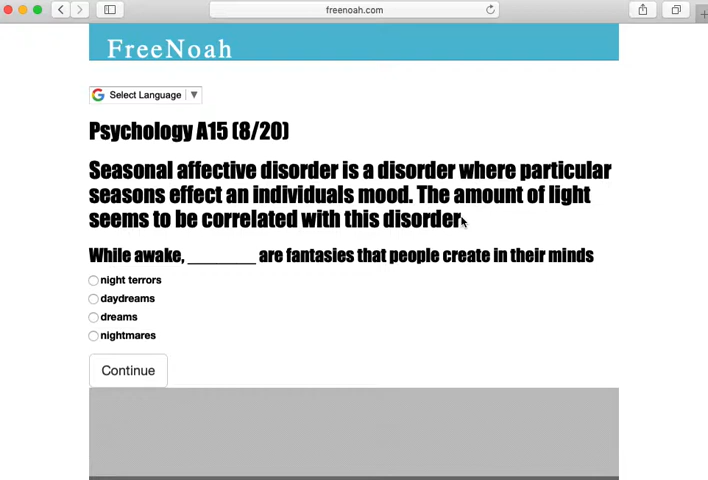 freenoah.com
FreeNoah
Select Language ▼
Psychology A15 (8/20)
Seasonal affective disorder is a disorder where particular
seasons effect an individuals mood. The amount of light
seems to be correlated with this disorder
While awake, _______ are fantasies that people create in their minds
night terrors
daydreams
dreams
nightmares
Continue